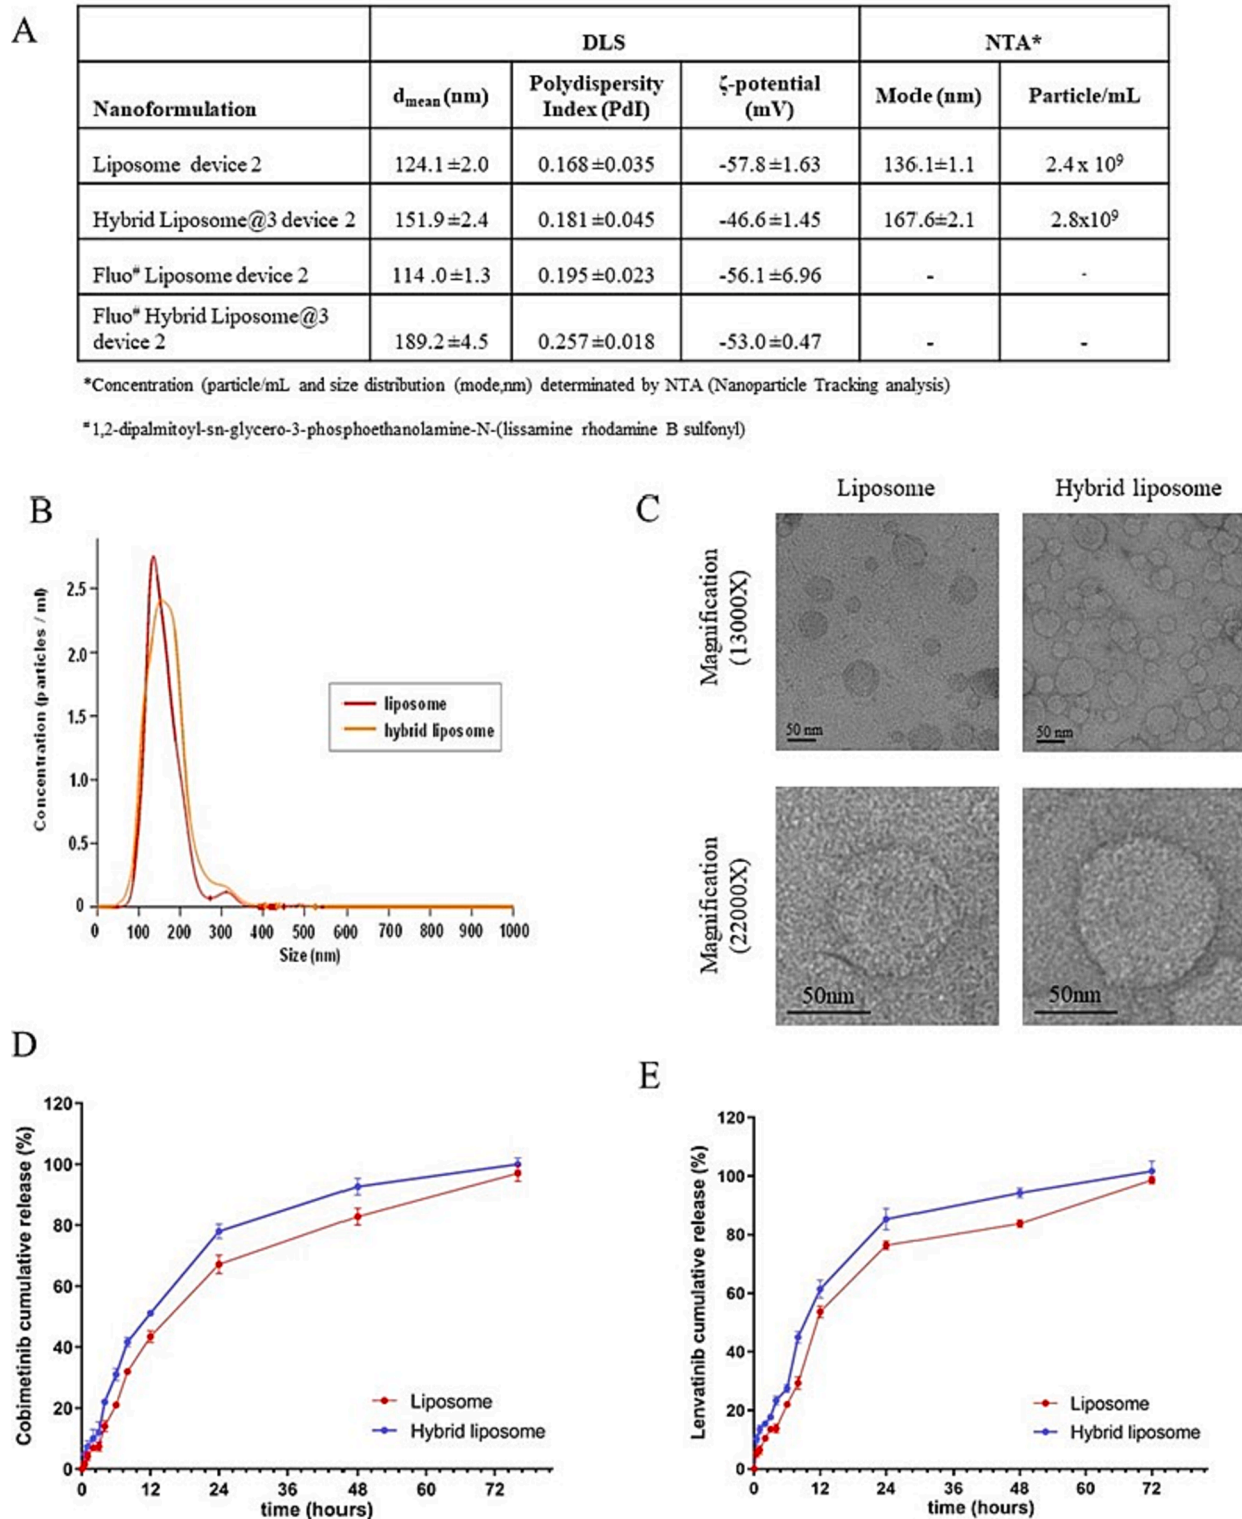 A
DLS NTA*
Nanoformulation d_mean (nm) Polydispersity Index (PdI) ζ-potential (mV) Mode (nm) Particle/mL
Liposome device 2 124.1 ±2.0 0.168 ±0.035 -57.8 ±1.63 136.1±1.1 2.4 x 10⁹
Hybrid Liposome@3 device 2 151.9 ±2.4 0.181 ±0.045 -46.6 ±1.45 167.6±2.1 2.8x10⁹
Fluo# Liposome device 2 114 .0±1.3 0.195 ±0.023 -56.1 ±6.96 - -
Fluo# Hybrid Liposome@3
device 2 189.2 ±4.5 0.257 ±0.018 -53.0 ±0.47 - -
*Concentration (particle/mL and size distribution (mode,nm) determinated by NTA (Nanoparticle Tracking analysis)
#1,2-dipalmitoyl-sn-glycero-3-phosphoethanolamine-N-(lissamine rhodamine B sulfonyl)
B
Concentration (particles / ml)
2.5
2.0
1.5
1.0
0.5
0
0 100 200 300 400 500 600 700 800 900 1000
Size (nm)
liposome
hybrid liposome
C
Liposome Hybrid liposome
Magnification
(13000X)
50 nm 50 nm
Magnification
(22000X)
50nm 50nm
D
Cobimetinib cumulative release (%)
120
100
80
60
40
20
0
0 12 24 36 48 60 72
time (hours)
Liposome
Hybrid liposome
E
Lenvatinib cumulative release (%)
120
100
80
60
40
20
0
0 12 24 36 48 60 72
time (hours)
Liposome
Hybrid liposome